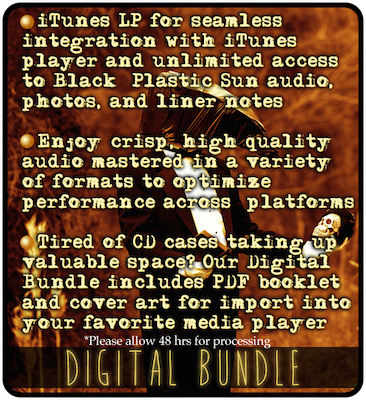 iTunes LP for seamless
integration with iTunes
player and unlimited access
to Black Plastic Sun audio,
photos, and liner notes
Enjoy crisp, high quality
audio mastered in a variety
of formats to optimize
performance across platforms
Tired of CD cases taking up
valuable space? Our Digital
Bundle includes PDF booklet
and cover art for import into
your favorite media player
*Please allow 48 hrs for processing
DIGITAL BUNDLE